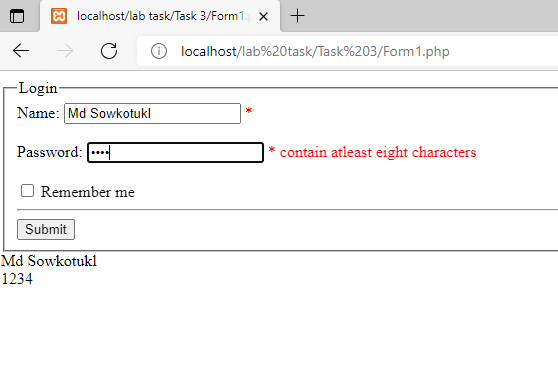 localhost/lab task/Task 3/Form1.
localhost/lab%20task/Task%203/Form1.php
Login
Name: Md Sowkotukl *
Password: •••• * contain atleast eight characters
Remember me
Submit
Md Sowkotukl
1234